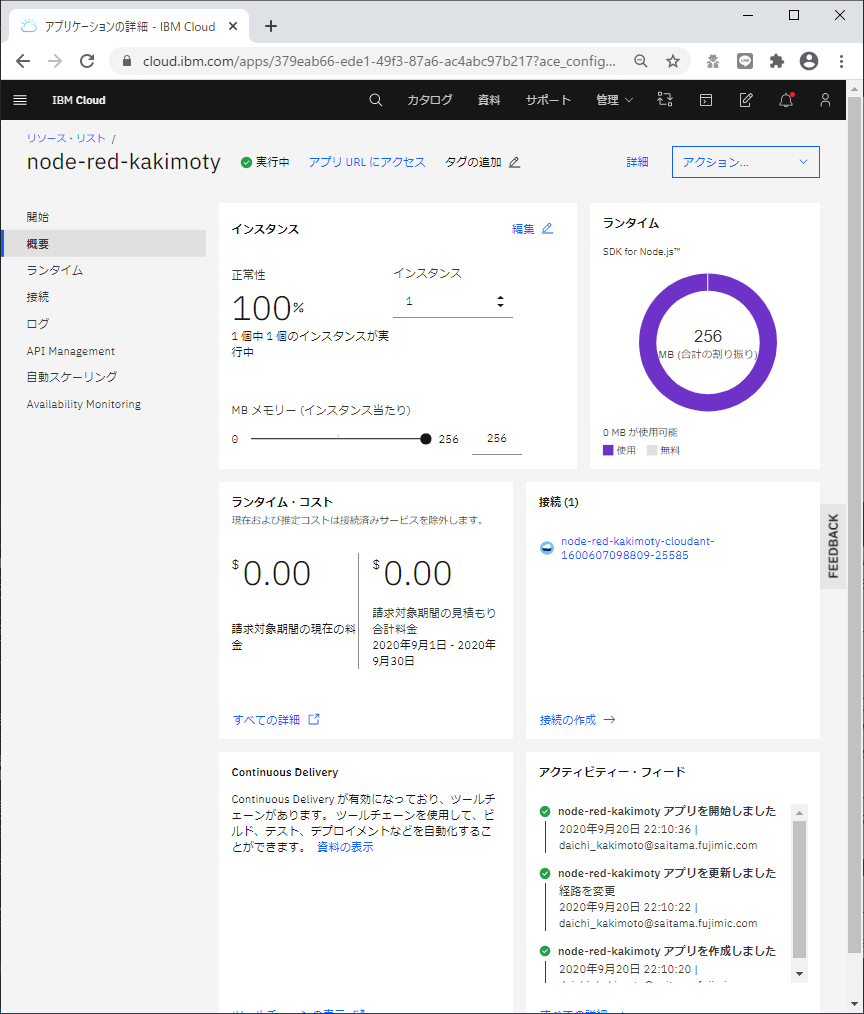 アプリケーションの詳細 - IBM Cloud
cloud.ibm.com/apps/379eab66-ede1-49f3-87a6-ac4abc97b217?ace_config...
IBM Cloud
カタログ
資料
サポート
管理
リソース・リスト /
node-red-kakimoty
実行中
アプリ URL にアクセス
タグの追加
詳細
アクション...
開始
概要
ランタイム
接続
ログ
API Management
自動スケーリング
Availability Monitoring
インスタンス
編集
正常性
100%
1 個中 1 個のインスタンスが実
行中
インスタンス
1
MB メモリー (インスタンス当たり)
0
256
256
ランタイム
SDK for Node.js™
256
MB (合計の割り振り)
0 MB が使用可能
使用
無料
ランタイム・コスト
現在および推定コストは接続済みサービスを除外します。
$0.00
請求対象期間の現在の料
金
$0.00
請求対象期間の見積もり
合計料金
2020年9月1日 - 2020年
9月30日
すべての詳細
接続 (1)
node-red-kakimoty-cloudant-
1600607098809-25585
接続の作成
FEEDBACK
Continuous Delivery
Continuous Delivery が有効になっており、ツールチ
ェーンがあります。 ツールチェーンを使用して、ビ
ルド、テスト、デプロイメントなどを自動化するこ
とができます。 資料の表示
アクティビティー・フィード
node-red-kakimoty アプリを開始しました
2020年9月20日 22:10:36 |
daichi_kakimoto@saitama.fujimic.com
node-red-kakimoty アプリを更新しました
経路を変更
2020年9月20日 22:10:22 |
daichi_kakimoto@saitama.fujimic.com
node-red-kakimoty アプリを作成しました
2020年9月20日 22:10:20 |